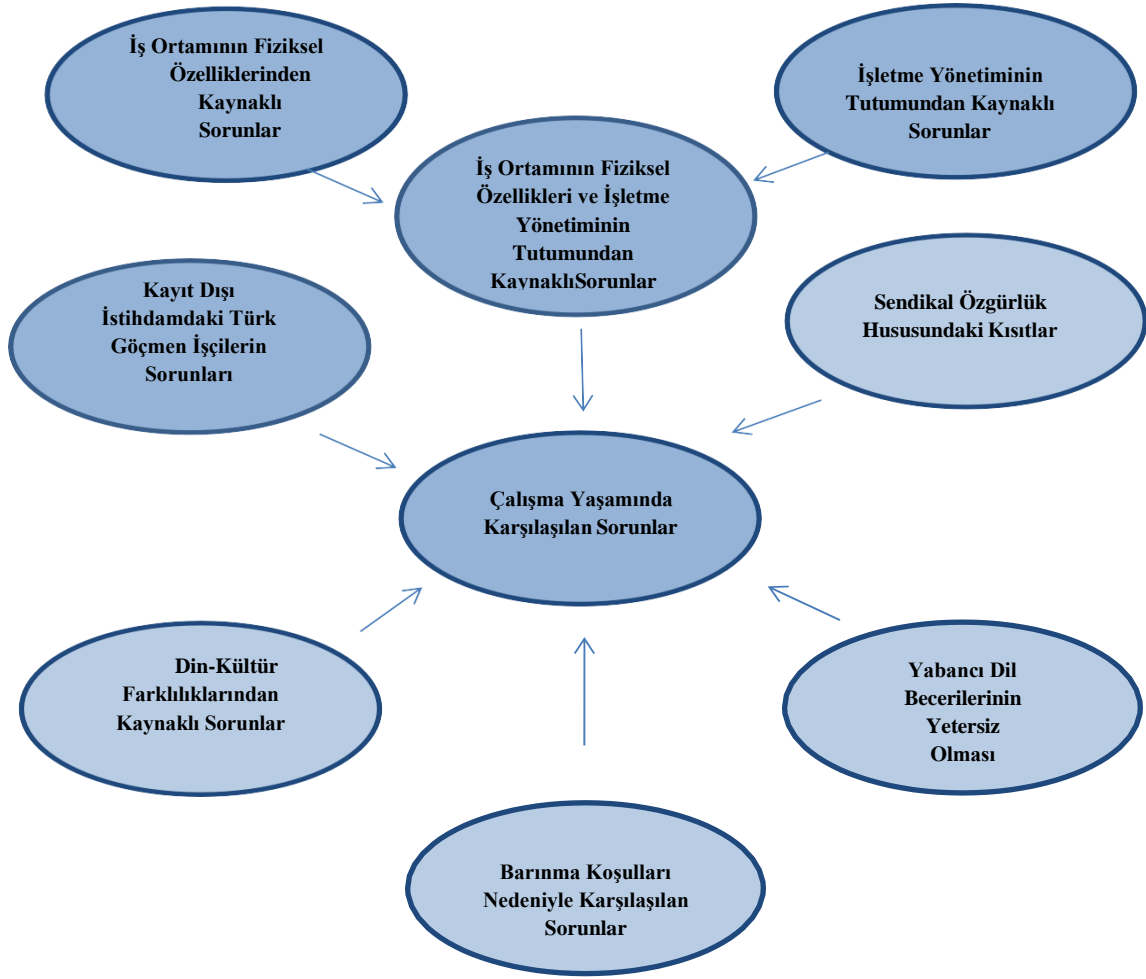 İş Ortamının Fiziksel
Özelliklerinden
Kaynaklı
Sorunlar
İşletme Yönetiminin
Tutumundan Kaynaklı
Sorunlar
İş Ortamının Fiziksel
Özellikleri ve İşletme
Yönetiminin
Tutumundan
KaynaklıSorunlar
Kayıt Dışı
İstihdamdaki Türk
Göçmen İşçilerin
Sorunları
Sendikal Özgürlük
Hususundaki Kısıtlar
Çalışma Yaşamında
Karşılaşılan Sorunlar
Din-Kültür
Farklılıklarından
Kaynaklı Sorunlar
Yabancı Dil
Becerilerinin
Yetersiz
Olması
Barınma Koşulları
Nedeniyle Karşılaşılan
Sorunlar